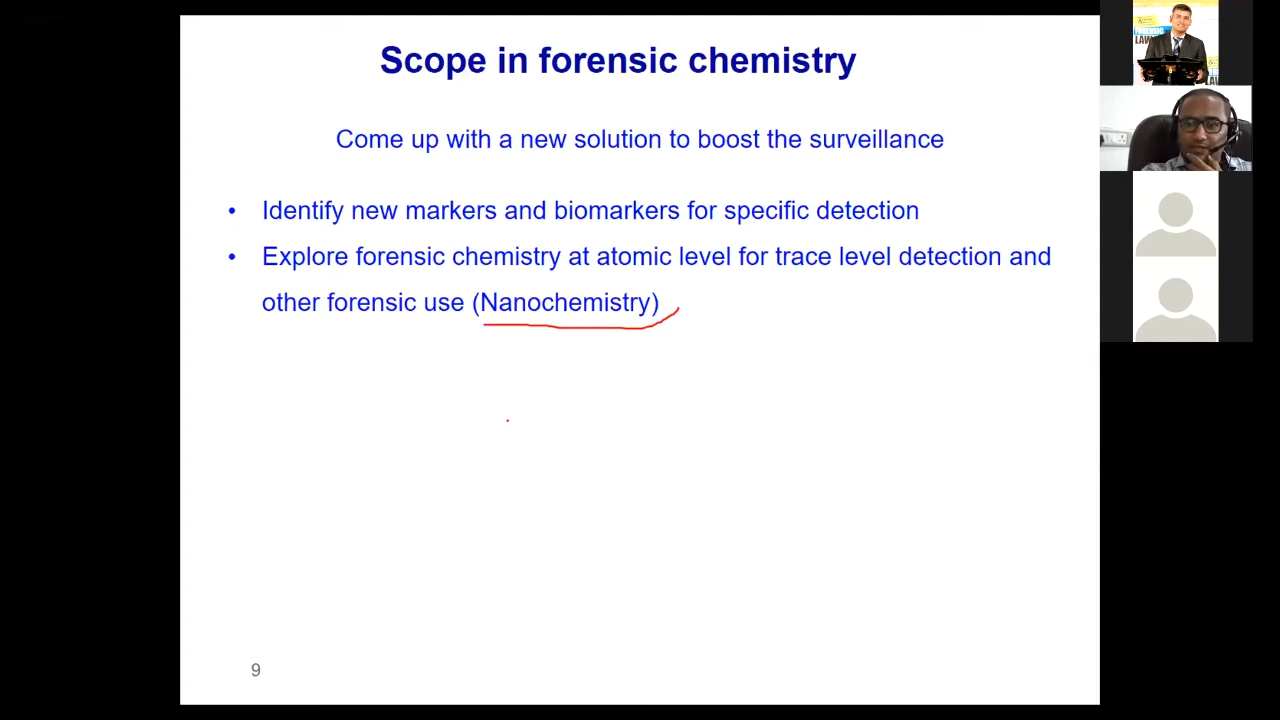 Scope in forensic chemistry
Come up with a new solution to boost the surveillance
• Identify new markers and biomarkers for specific detection
• Explore forensic chemistry at atomic level for trace level detection and
other forensic use (Nanochemistry)
9